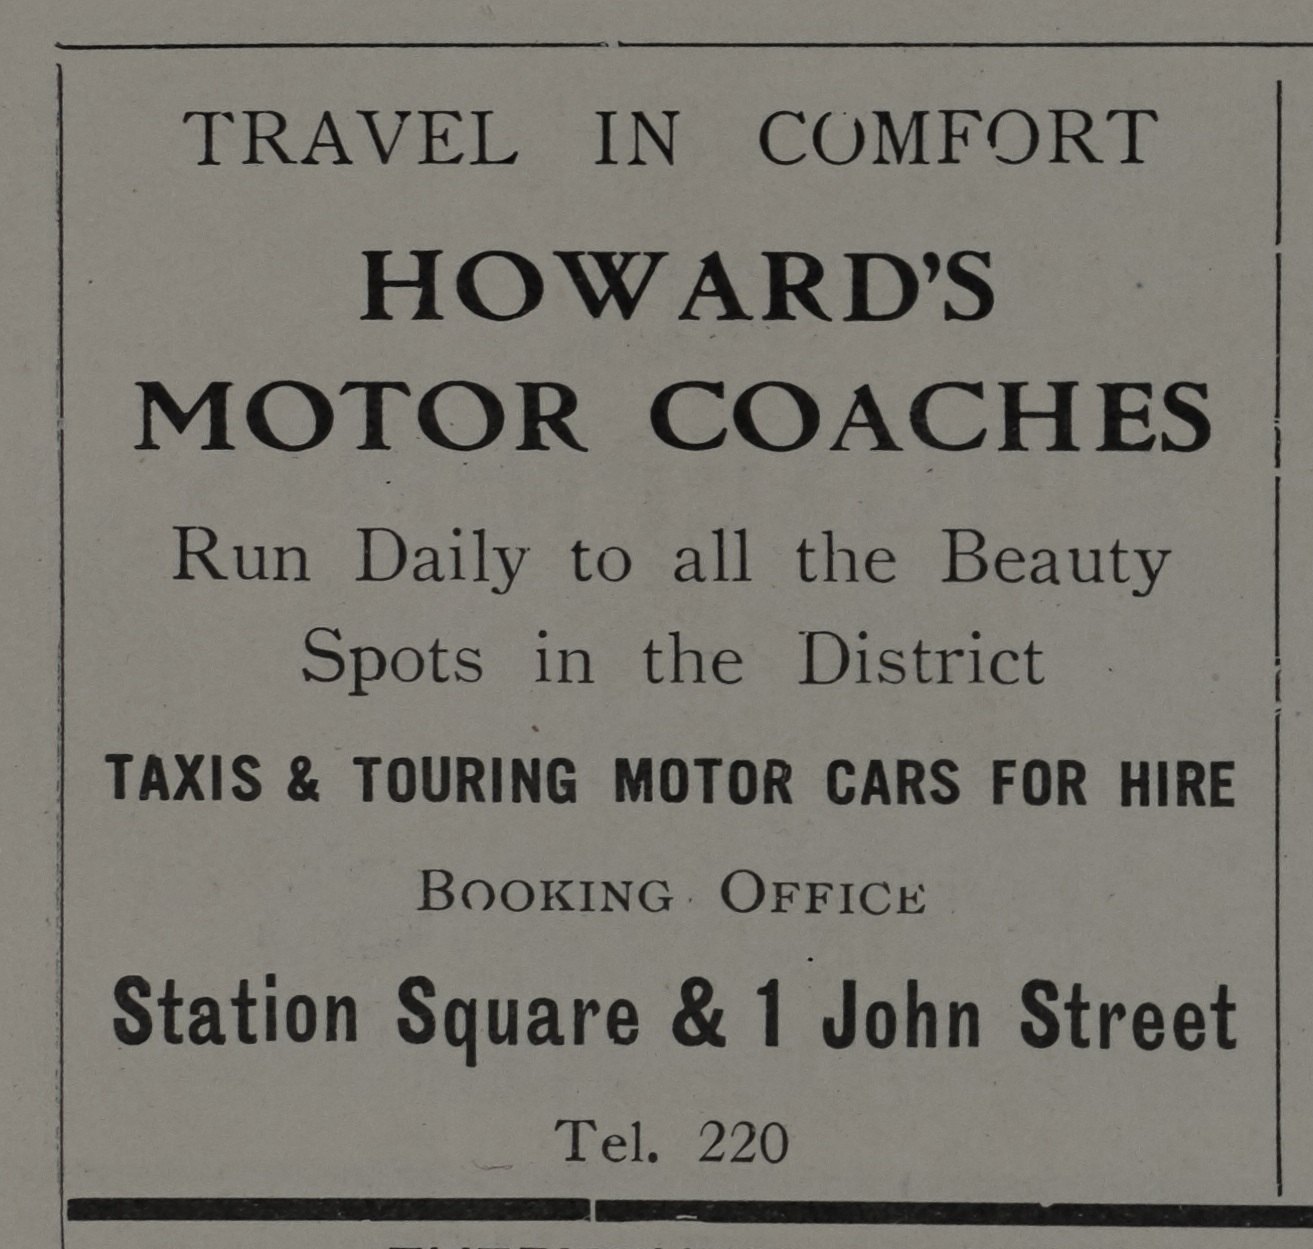 TRAVEL IN COMFORT
HOWARD'S
MOTOR COACHES
Run Daily to all the Beauty
Spots in the District
TAXIS & TOURING MOTOR CARS FOR HIRE
BOOKING OFFICE
Station Square & 1 John Street
Tel. 220